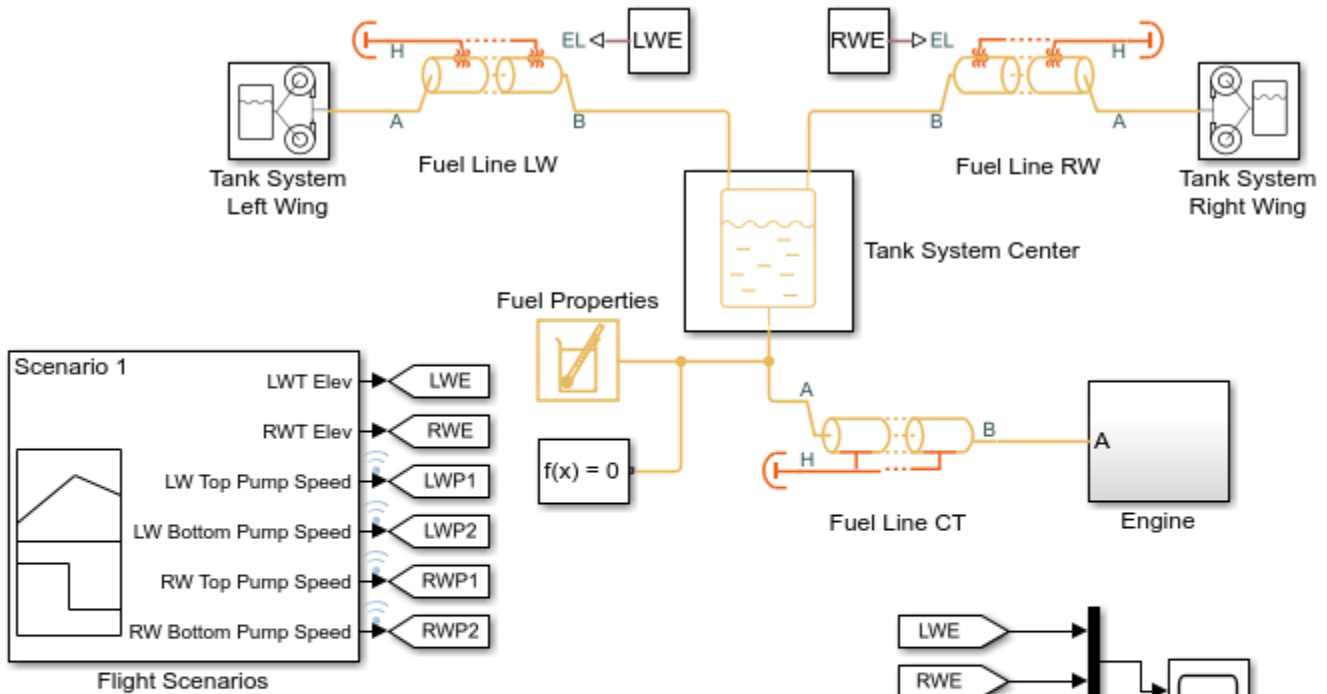 H
EL
LWE
RWE
EL
H
A
B
B
A
Fuel Line LW
Fuel Line RW
Tank System
Left Wing
Tank System
Right Wing
Tank System Center
Fuel Properties
Scenario 1
LWT Elev
LWE
RWT Elev
RWE
LW Top Pump Speed
LWP1
LW Bottom Pump Speed
LWP2
RW Top Pump Speed
RWP1
RW Bottom Pump Speed
RWP2
Flight Scenarios
f(x) = 0
A
B
H
A
Fuel Line CT
Engine
LWE
RWE